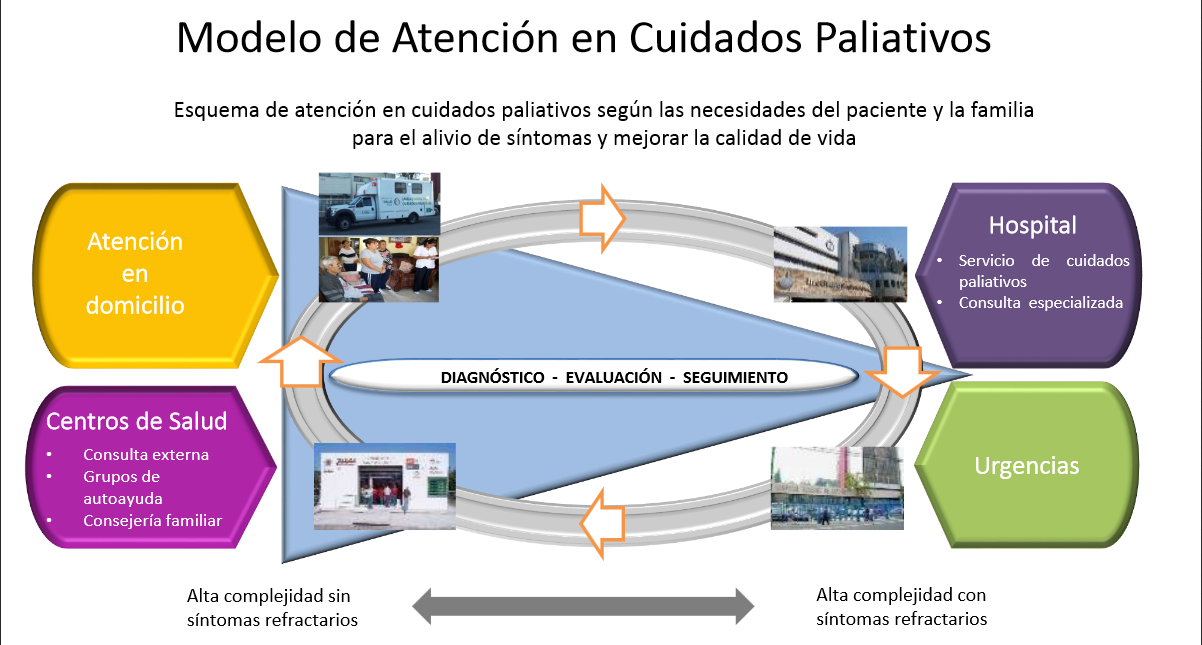 Modelo de Atención en Cuidados Paliativos
Esquema de atención en cuidados paliativos según las necesidades del paciente y la familia
para el alivio de síntomas y mejorar la calidad de vida
Atención
en
domicilio
Hospital
• Servicio de cuidados
paliativos
• Consulta especializada
DIAGNÓSTICO - EVALUACIÓN - SEGUIMIENTO
Centros de Salud
• Consulta externa
• Grupos de
autoayuda
• Consejería familiar
Urgencias
Alta complejidad sin
síntomas refractarios
Alta complejidad con
síntomas refractarios